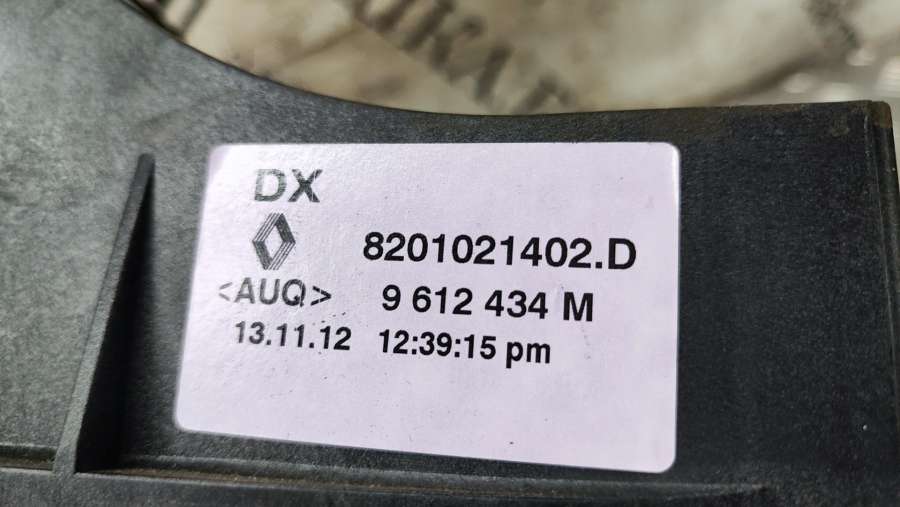 DX
8201021402.D
<AUQ> 9 612 434 M
13.11.12 12:39:15 pm